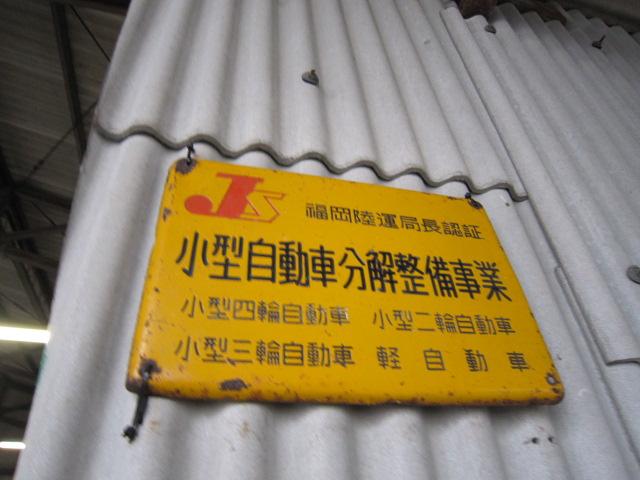 JS 福岡陸運局長認証
小型自動車分解整備事業
小型四輪自動車 小型二輪自動車
小型三輪自動車 軽自動車